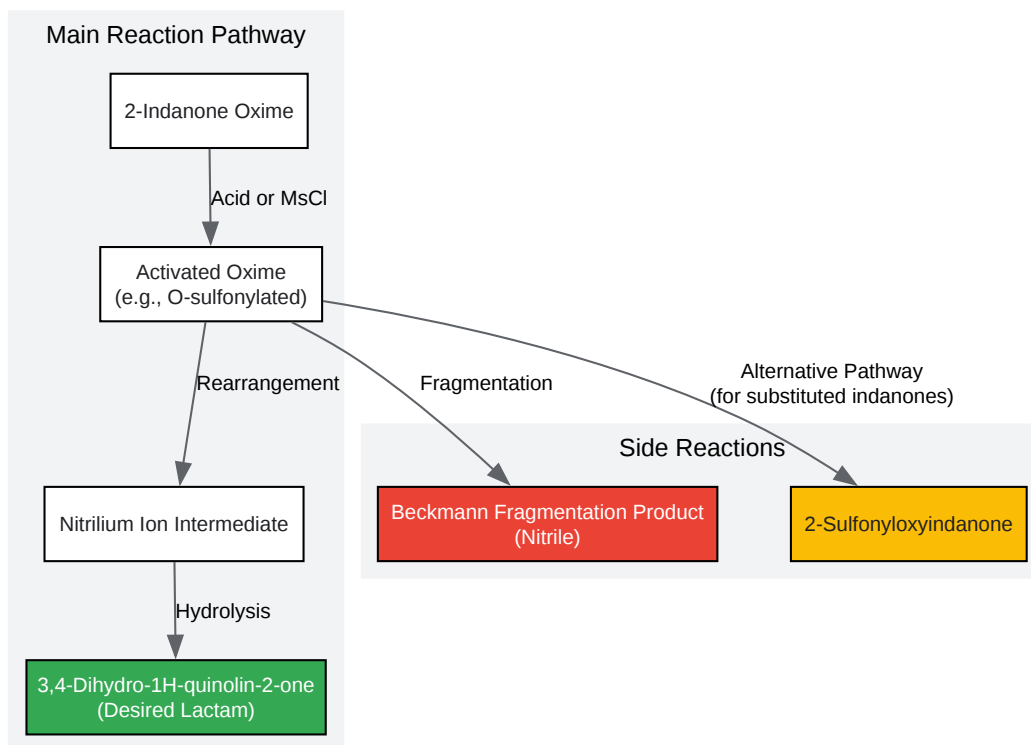 Main Reaction Pathway
2-Indanone Oxime
Acid or MsCl
Activated Oxime
(e.g., O-sulfonylated)
Rearrangement
Fragmentation
Alternative Pathway
(for substituted indanones)
Side Reactions
Nitrilium Ion Intermediate
Beckmann Fragmentation Product
(Nitrile)
2-Sulfonyloxyindanone
Hydrolysis
3,4-Dihydro-1H-quinolin-2-one
(Desired Lactam)